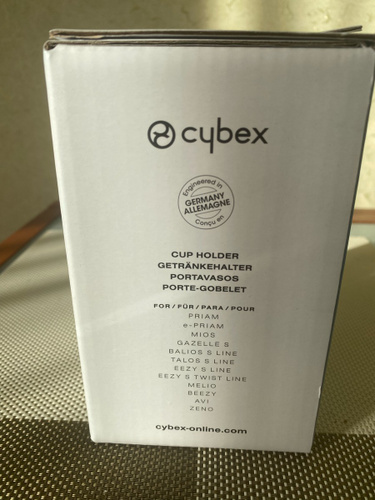 cybex
Engineered in
GERMANY
ALLEMAGNE
Conçu en
CUP HOLDER
GETRÄNKEHALTER
PORTAVASOS
PORTE-GOBELET
FOR / FÜR / PARA / POUR
PRIAM
e-PRIAM
MIOS
GAZELLE S
BALIOS S LINE
TALOS S LINE
EEZY S LINE
EEZY S TWIST LINE
MELIO
BEEZY
AVI
ZENO
cybex-online.com